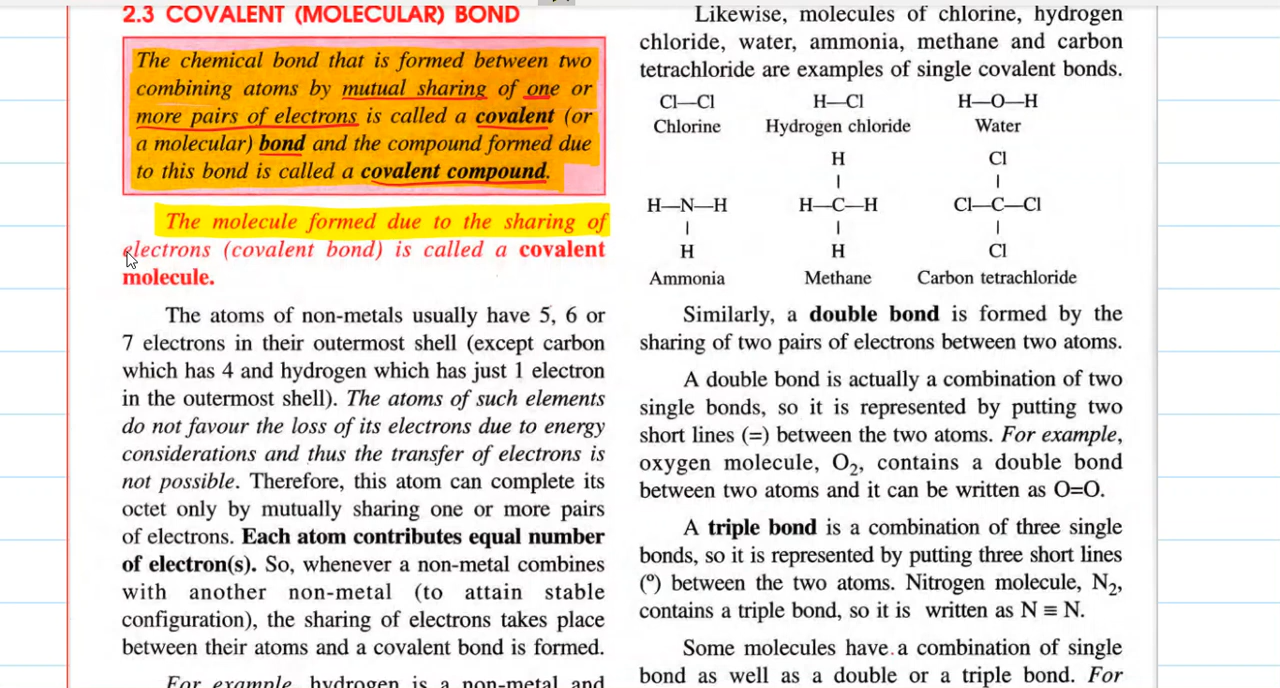 2.3 COVALENT (MOLECULAR) BOND
The chemical bond that is formed between two
combining atoms by mutual sharing of one or
more pairs of electrons is called a covalent (or
a molecular) bond and the compound formed due
to this bond is called a covalent compound.
The molecule formed due to the sharing of
electrons (covalent bond) is called a covalent
molecule.
The atoms of non-metals usually have 5, 6 or
7 electrons in their outermost shell (except carbon
which has 4 and hydrogen which has just 1 electron
in the outermost shell). The atoms of such elements
do not favour the loss of its electrons due to energy
considerations and thus the transfer of electrons is
not possible. Therefore, this atom can complete its
octet only by mutually sharing one or more pairs
of electrons. Each atom contributes equal number
of electron(s). So, whenever a non-metal combines
with another non-metal (to attain stable
configuration), the sharing of electrons takes place
between their atoms and a covalent bond is formed.
For example, hydrogen is a non-metal and
Likewise, molecules of chlorine, hydrogen
chloride, water, ammonia, methane and carbon
tetrachloride are examples of single covalent bonds.
Cl—Cl H—Cl H—O—H
Chlorine Hydrogen chloride Water
H Cl
| |
H—N—H H—C—H Cl—C—Cl
| | |
H H Cl
Ammonia Methane Carbon tetrachloride
Similarly, a double bond is formed by the
sharing of two pairs of electrons between two atoms.
A double bond is actually a combination of two
single bonds, so it is represented by putting two
short lines (=) between the two atoms. For example,
oxygen molecule, O₂, contains a double bond
between two atoms and it can be written as O=O.
A triple bond is a combination of three single
bonds, so it is represented by putting three short lines
(º) between the two atoms. Nitrogen molecule, N₂,
contains a triple bond, so it is written as N ≡ N.
Some molecules have a combination of single
bond as well as a double or a triple bond. For